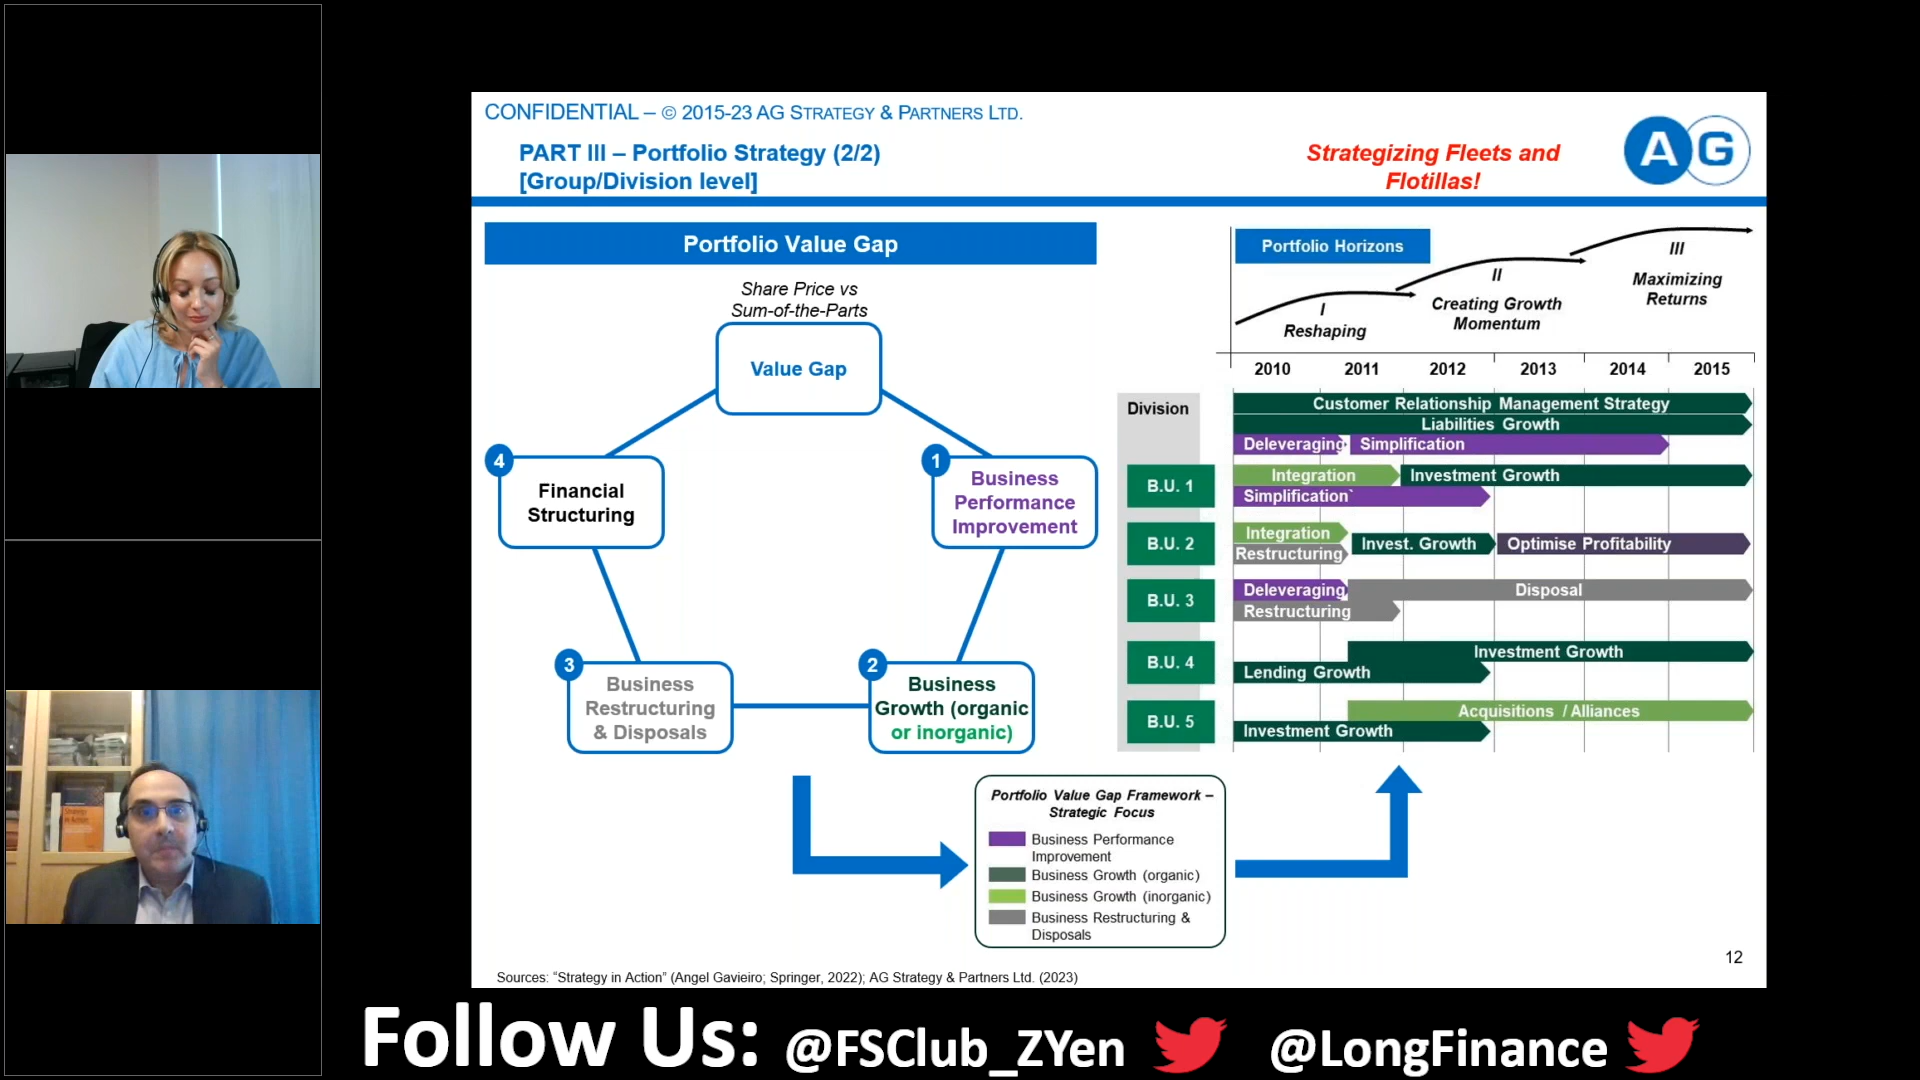 CONFIDENTIAL – © 2015-23 AG STRATEGY & PARTNERS LTD.
PART III – Portfolio Strategy (2/2)
[Group/Division level]
Strategizing Fleets and
Flotillas!
AG
Portfolio Value Gap
Share Price vs
Sum-of-the-Parts
Value Gap
4
Financial
Structuring
1
Business
Performance
Improvement
3
Business
Restructuring
& Disposals
2
Business
Growth (organic
or inorganic)
Portfolio Horizons
I
Reshaping
II
Creating Growth
Momentum
III
Maximizing
Returns
2010 2011 2012 2013 2014 2015
Division
Customer Relationship Management Strategy
Liabilities Growth
Deleveraging Simplification
B.U. 1
Integration Investment Growth
Simplification`
B.U. 2
Integration
Restructuring
Invest. Growth Optimise Profitability
B.U. 3
Deleveraging Disposal
Restructuring
B.U. 4
Investment Growth
Lending Growth
B.U. 5
Acquisitions / Alliances
Investment Growth
Portfolio Value Gap Framework –
Strategic Focus
Business Performance
Improvement
Business Growth (organic)
Business Growth (inorganic)
Business Restructuring &
Disposals
12
Sources: “Strategy in Action” (Angel Gavieiro; Springer, 2022); AG Strategy & Partners Ltd. (2023)
Follow Us: @FSClub_ZYen @LongFinance